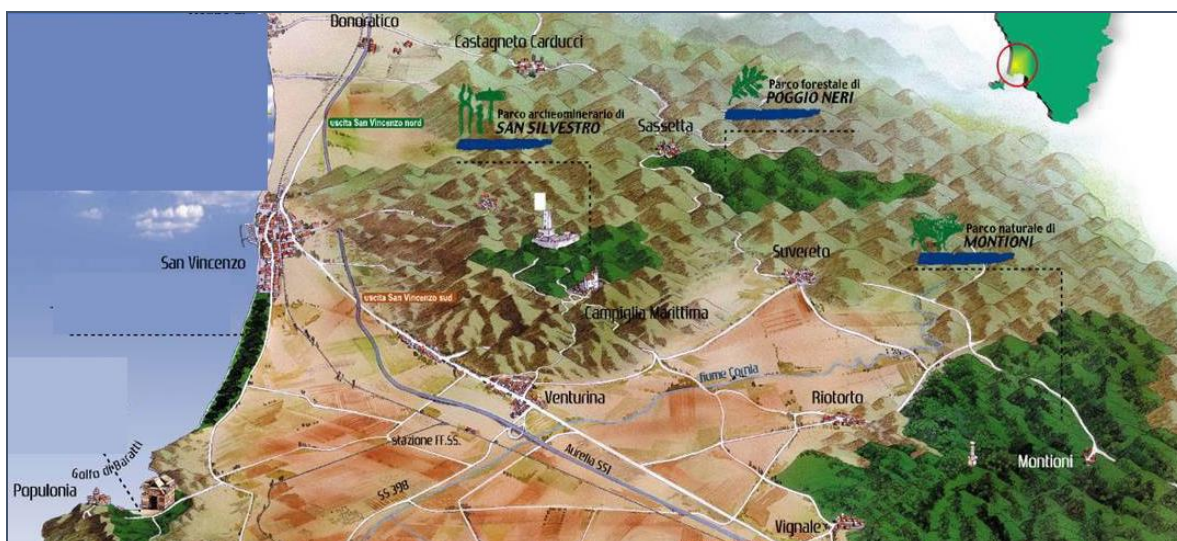 Donoratico
Castagneto Carducci
uscita San Vincenzo nord
Parco archeominerario di
SAN SILVESTRO
Parco forestale di
POGGIO NERI
Sassetta
Parco naturale di
MONTIONI
San Vincenzo
Suvereto
uscita San Vincenzo sud
Campiglia Marittima
fiume Cornia
Venturina
Riotorto
stazione FF.SS.
Aurelia SS1
Golfo di Baratti
Populonia
SS 398
Montioni
Vignale